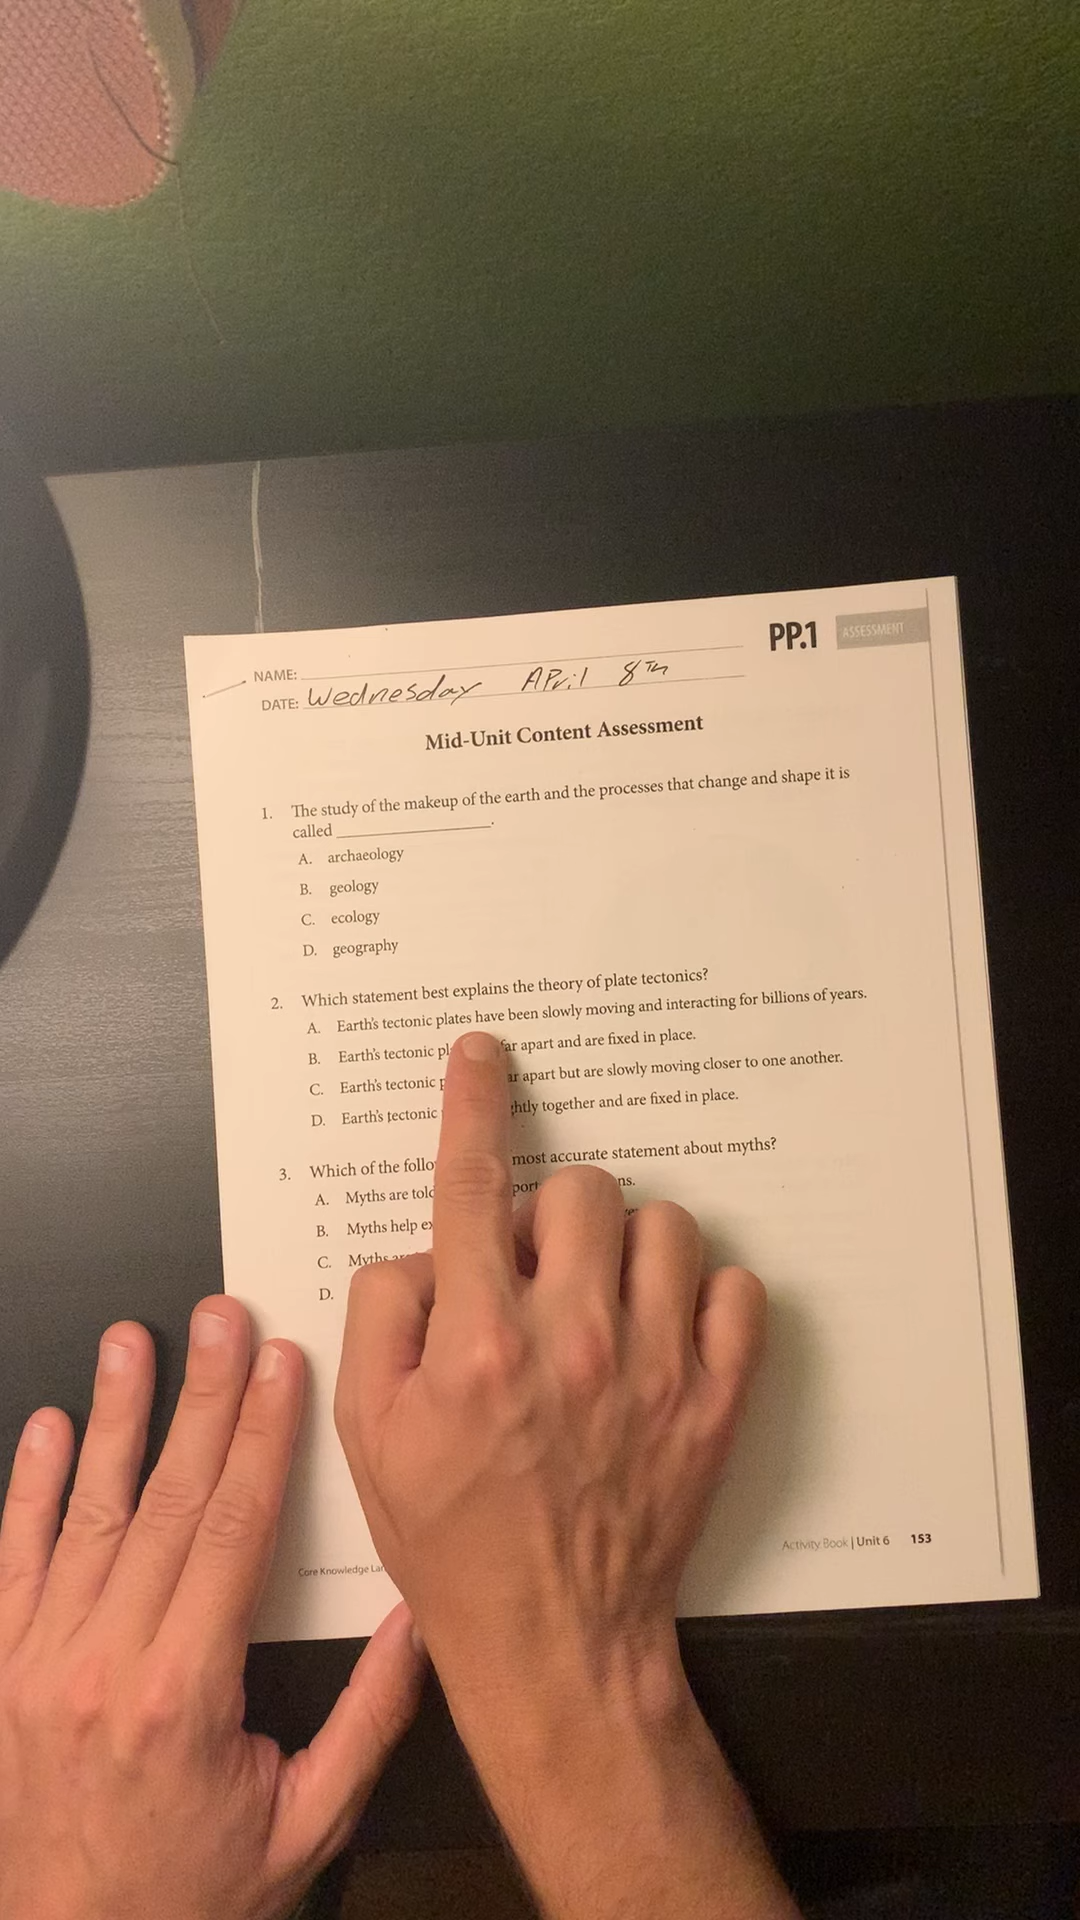 PP.1 ASSESSMENT
NAME:
DATE: Wednesday APril 8Th
Mid-Unit Content Assessment
1. The study of the makeup of the earth and the processes that change and shape it is
called ____________.
A. archaeology
B. geology
C. ecology
D. geography
2. Which statement best explains the theory of plate tectonics?
A. Earth's tectonic plates have been slowly moving and interacting for billions of years.
B. Earth's tectonic far apart and are fixed in place.
C. Earth's tectonic apart but are slowly moving closer to one another.
D. Earth's tectonic together and are fixed in place.
3. Which of the most accurate statement about myths?
A. Myths are
B. Myths help
C. Myths
D.
Core Knowledge
Activity Book | Unit 6 153